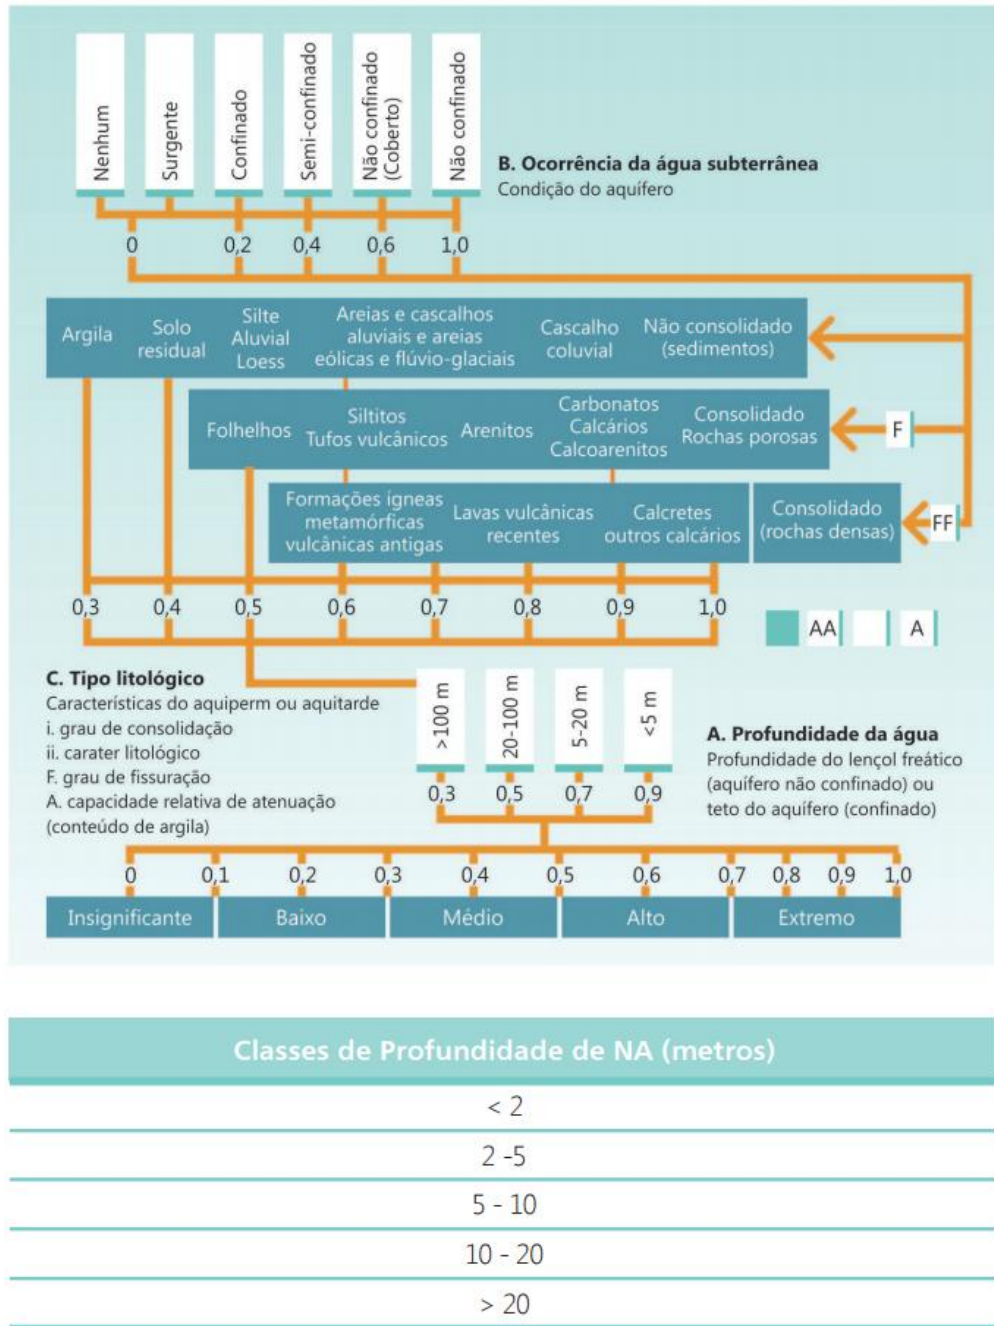 Nenhum
Surgente
Confinado
Semi-confinado
Não confinado
(Coberto)
Não confinado
B. Ocorrência da água subterrânea
Condição do aquífero
0
0,2
0,4
0,6
1,0
Argila
Solo
residual
Silte
Aluvial
Loess
Areias e cascalhos
aluviais e areias
eólicas e flúvio-glaciais
Cascalho
coluvial
Não consolidado
(sedimentos)
Folhelhos
Siltitos
Tufos vulcânicos
Arenitos
Carbonatos
Calcários
Calcoarenitos
Consolidado
Rochas porosas
F
Formações ígneas
metamórficas
vulcânicas antigas
Lavas vulcânicas
recentes
Calcretes
outros calcários
Consolidado
(rochas densas)
FF
0,3
0,4
0,5
0,6
0,7
0,8
0,9
1,0
AA
A
C. Tipo litológico
Características do aquiperm ou aquitarde
i. grau de consolidação
ii. carater litológico
F. grau de fissuração
A. capacidade relativa de atenuação
(conteúdo de argila)
>100 m
20-100 m
5-20 m
<5 m
0,3
0,5
0,7
0,9
A. Profundidade da água
Profundidade do lençol freático
(aquífero não confinado) ou
teto do aquífero (confinado)
0
0,1
0,2
0,3
0,4
0,5
0,6
0,7
0,8
0,9
1,0
Insignificante
Baixo
Médio
Alto
Extremo
Classes de Profundidade de NA (metros)
< 2
2 -5
5 - 10
10 - 20
> 20